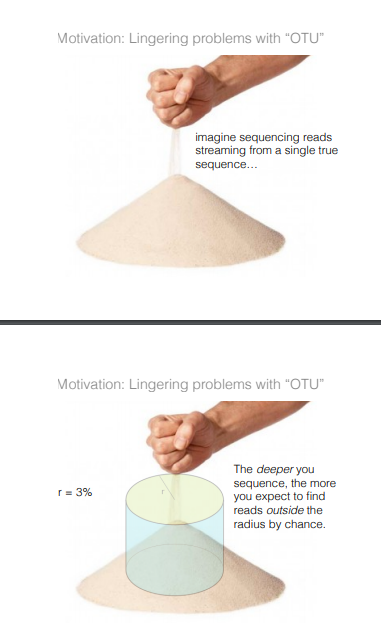 Motivation: Lingering problems with “OTU”
imagine sequencing reads
streaming from a single true
sequence…
Motivation: Lingering problems with “OTU”
r = 3%
r
The deeper you
sequence, the more
you expect to find
reads outside the
radius by chance.